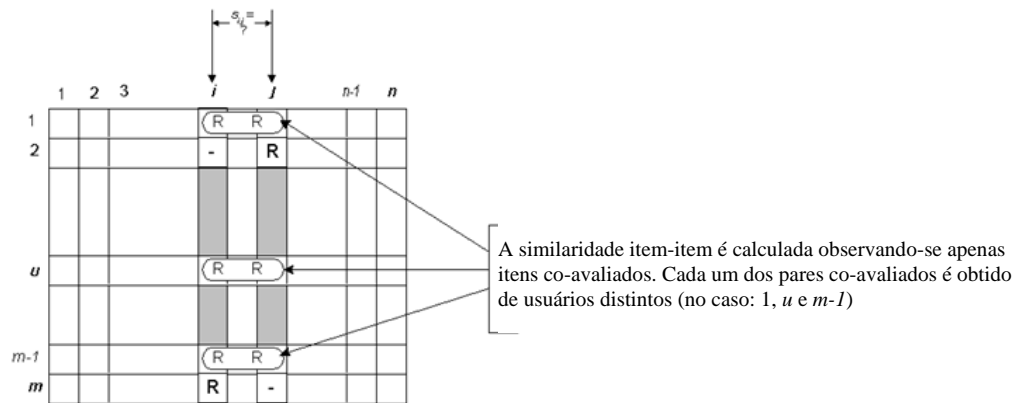 s i,j =
?
1 2 3 i j n-1 n
1 R R
2 - R
u R R
m-1 R R
m R -
A similaridade item-item é calculada observando-se apenas
itens co-avaliados. Cada um dos pares co-avaliados é obtido
de usuários distintos (no caso: 1, u e m-1)